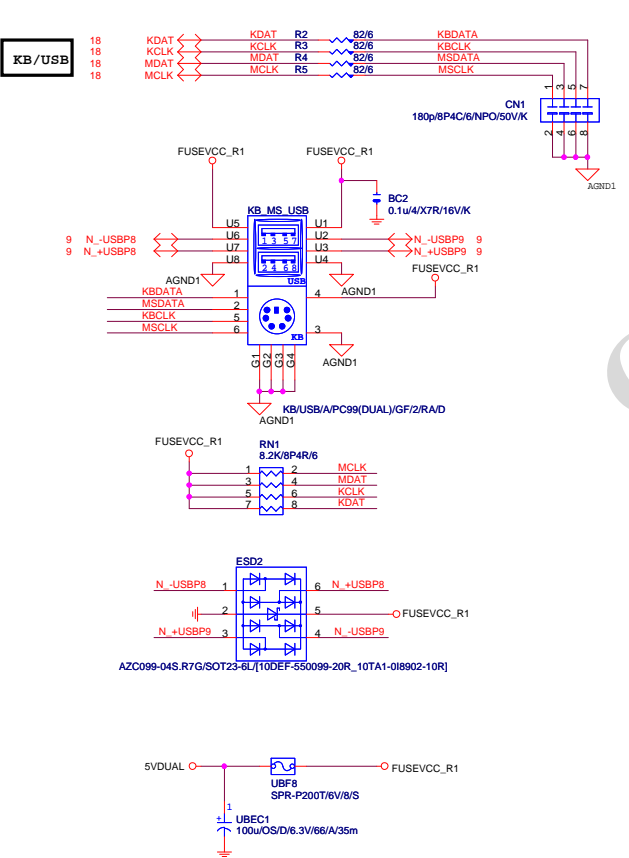 KB/USB
18 KDAT KDAT R2 82/6 KBDATA
18 KCLK KCLK R3 82/6 KBCLK
18 MDAT MDAT R4 82/6 MSDATA
18 MCLK MCLK R5 82/6 MSCLK
1 3 5 7
CN1
180p/8P4C/6/NPO/50V/K
2 4 6 8
AGND1
FUSEVCC_R1 FUSEVCC_R1
BC2
0.1u/4/X7R/16V/K
KB_MS_USB
U5 U1
9 N_-USBP8 U6 1 3 5 7 U2 N_-USBP9 9
9 N_+USBP8 U7 U3 N_+USBP9 9
U8 2 4 6 8 U4
FUSEVCC_R1
AGND1 USB AGND1
KBDATA 1 4
MSDATA 2
KBCLK 5
MSCLK 6 KB 3
AGND1
G1 G2 G3 G4
KB/USB/A/PC99(DUAL)/GF/2/RA/D
AGND1
FUSEVCC_R1
RN1
8.2K/8P4R/6
1 2 MCLK
3 4 MDAT
5 6 KCLK
7 8 KDAT
ESD2
N_-USBP8 1 6 N_+USBP8
2 5 FUSEVCC_R1
N_+USBP9 3 4 N_-USBP9
AZC099-04S.R7G/SOT23-6L/[10DEF-550099-20R_10TA1-0I8902-10R]
5VDUAL FUSEVCC_R1
UBF8
SPR-P200T/6V/8/S
1
+ UBEC1
100u/OS/D/6.3V/66/A/35m